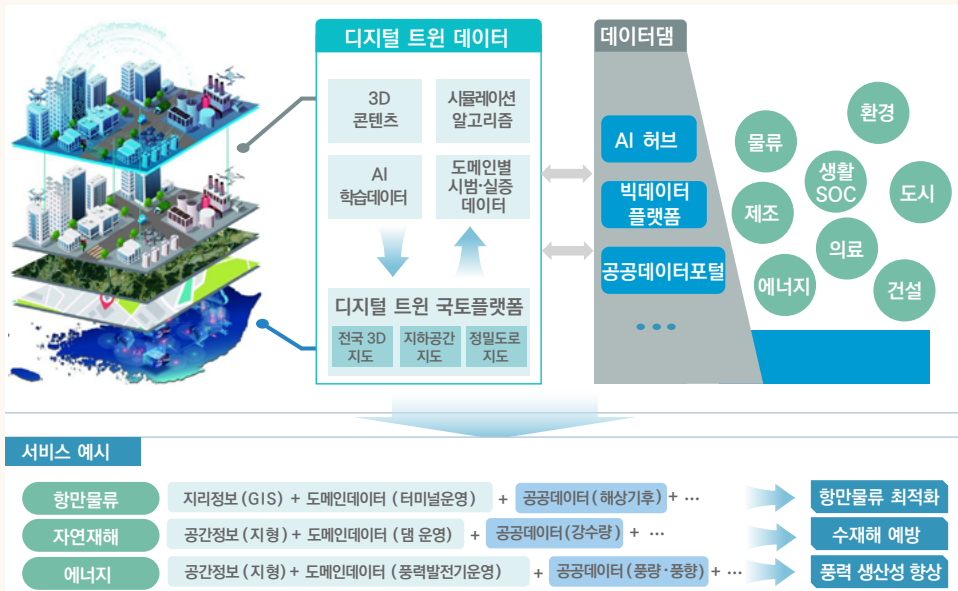 디지털 트윈 데이터
3D
콘텐츠
시뮬레이션
알고리즘
AI
학습데이터
도메인별
시범·실증
데이터
디지털 트윈 국토플랫폼
전국 3D
지도
지하공간
지도
정밀도로
지도
데이터댐
AI 허브
빅데이터
플랫폼
공공데이터포털
•••
물류
환경
생활
SOC
도시
제조
의료
에너지
건설
서비스 예시
항만물류 지리정보(GIS) + 도메인데이터 (터미널운영) + 공공데이터(해상기후) + ··· 항만물류 최적화
자연재해 공간정보(지형) + 도메인데이터 (댐 운영) + 공공데이터(강수량) + ··· 수재해 예방
에너지 공간정보(지형) + 도메인데이터 (풍력발전기운영) + 공공데이터(풍량·풍향) + ··· 풍력 생산성 향상